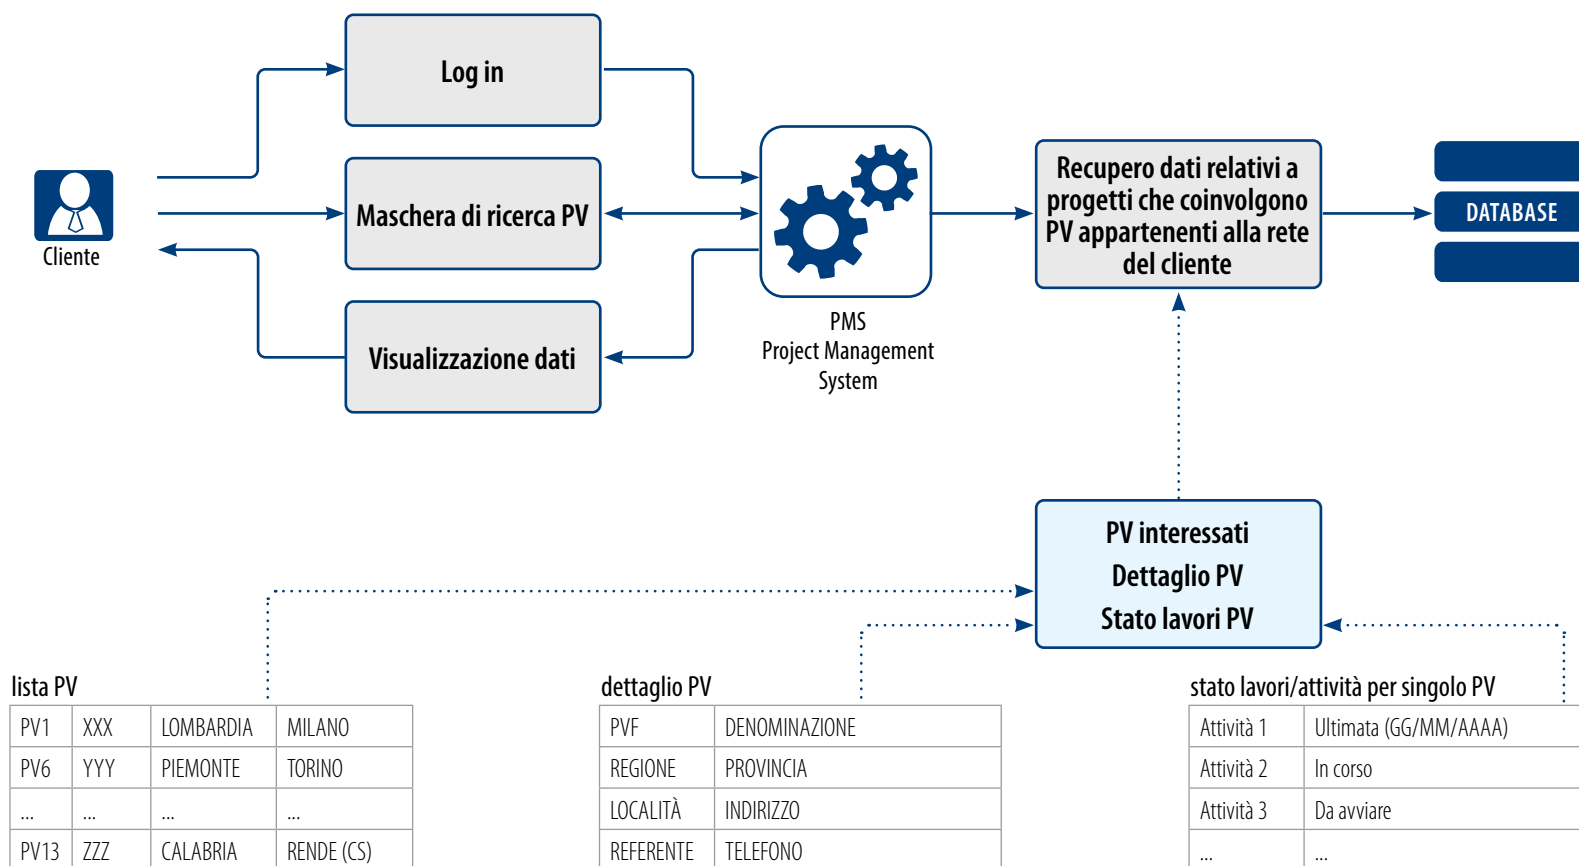 Log in
Maschera di ricerca PV
Visualizzazione dati
Cliente
PMS
Project Management
System
Recupero dati relativi a
progetti che coinvolgono
PV appartenenti alla rete
del cliente
DATABASE
PV interessati
Dettaglio PV
Stato lavori PV
lista PV
PV1 XXX LOMBARDIA MILANO
PV6 YYY PIEMONTE TORINO
... ... ... ...
PV13 ZZZ CALABRIA RENDE (CS)
dettaglio PV
PVF DENOMINAZIONE
REGIONE PROVINCIA
LOCALITÀ INDIRIZZO
REFERENTE TELEFONO
stato lavori/attività per singolo PV
Attività 1 Ultimata (GG/MM/AAAA)
Attività 2 In corso
Attività 3 Da avviare
... ...